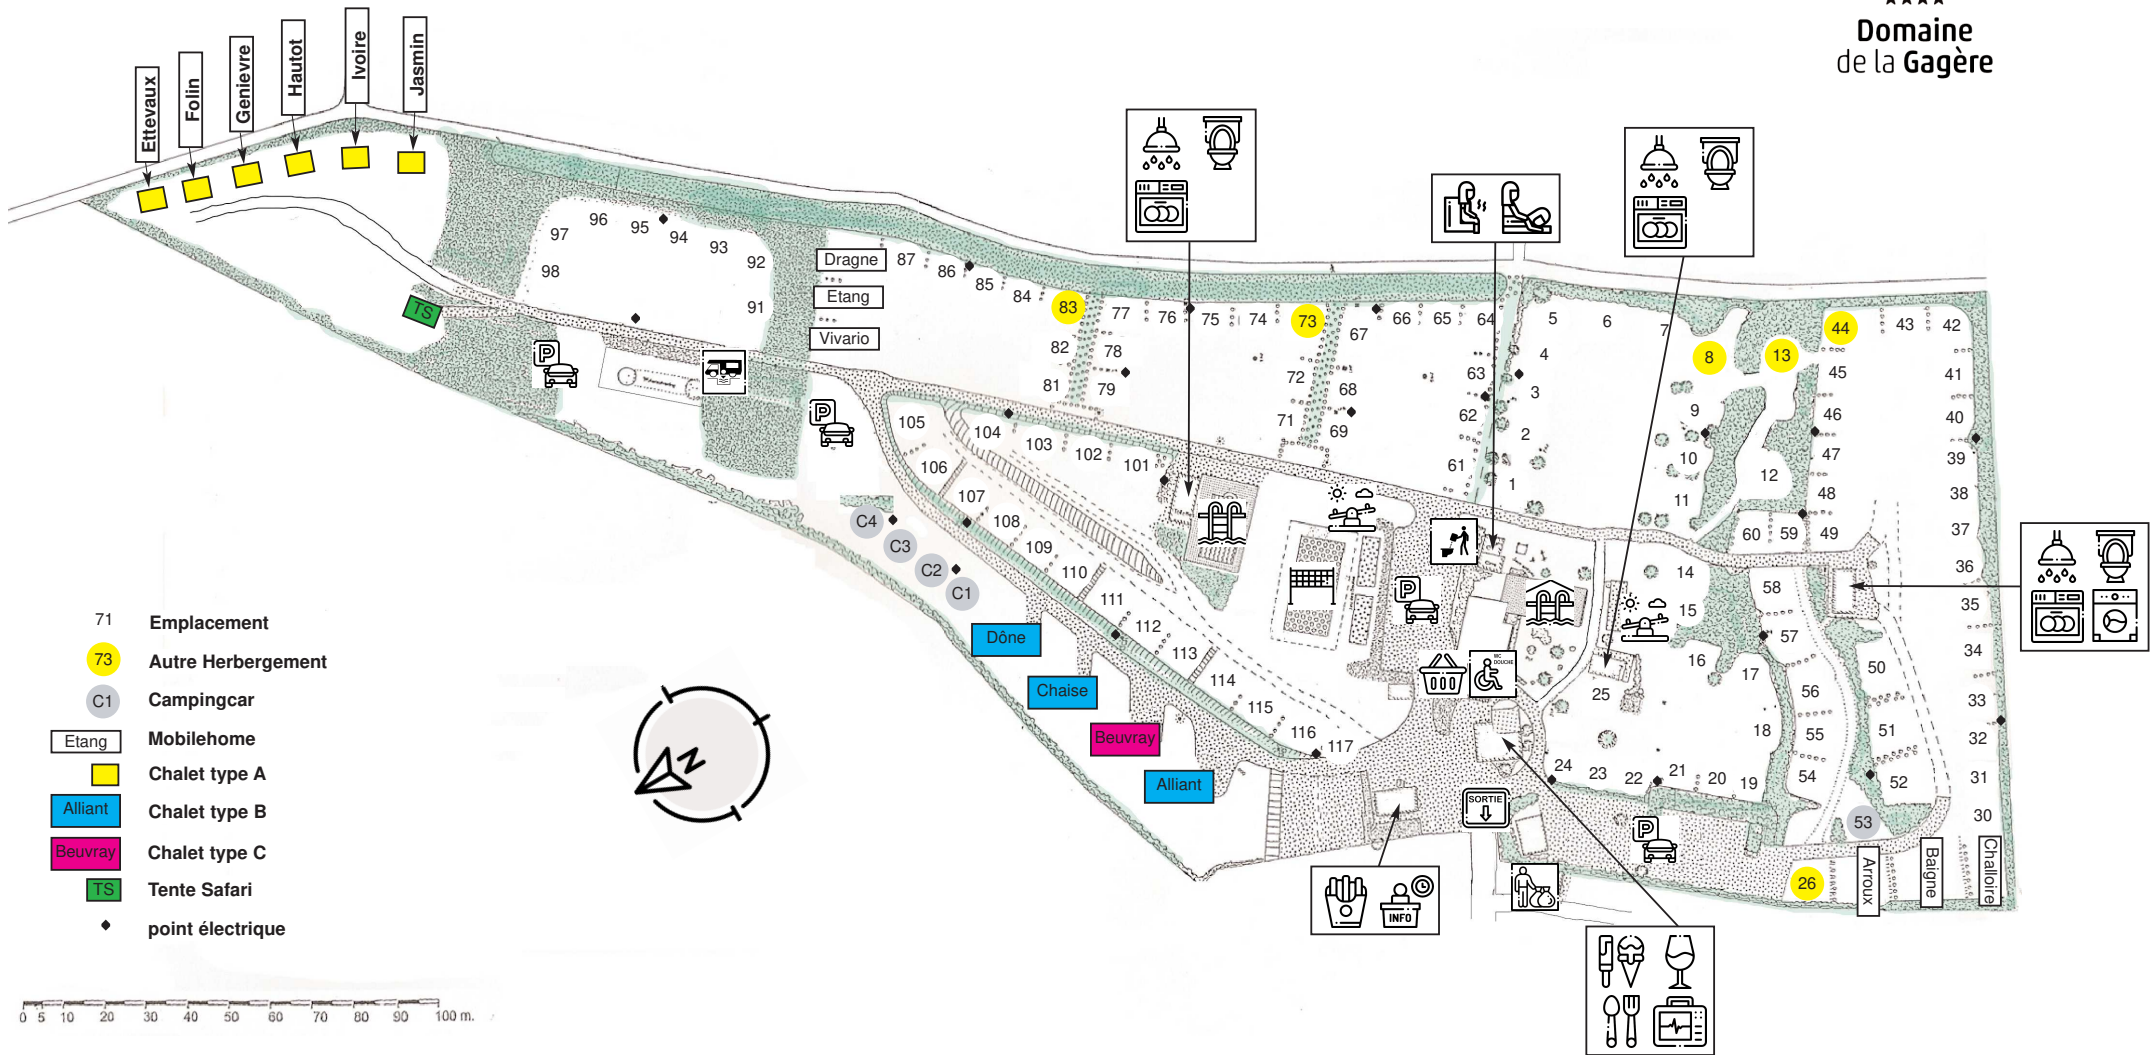 Domaine
de la Gagère
Ettevaux
Folin
Genievre
Hautot
Ivoire
Jasmin
97
96
95
94
93
92
91
98
Dragne
Etang
Vivario
87
86
85
84
83
82
81
77
78
79
76
75
74
73
72
71
67
68
69
66
65
64
63
62
61
5
6
7
4
3
2
1
8
9
10
11
12
13
44
43
42
45
41
46
40
47
39
48
38
49
37
60
59
36
35
34
33
32
31
30
14
15
16
17
18
19
20
21
22
23
24
25
58
57
56
55
54
50
51
52
53
26
Arroux
Baigne
Challoire
TS
P
P
P
P
105
104
103
102
101
106
107
108
109
110
111
112
113
114
115
116
117
C4
C3
C2
C1
Dône
Chaise
Beuvray
Alliant
WC
DOUCHE
SORTIE
INFO
71 Emplacement
73 Autre Herbergement
C1 Campingcar
Etang Mobilehome
Chalet type A
Alliant Chalet type B
Beuvray Chalet type C
TS Tente Safari
point électrique
N
0 5 10 20 30 40 50 60 70 80 90 100 m.